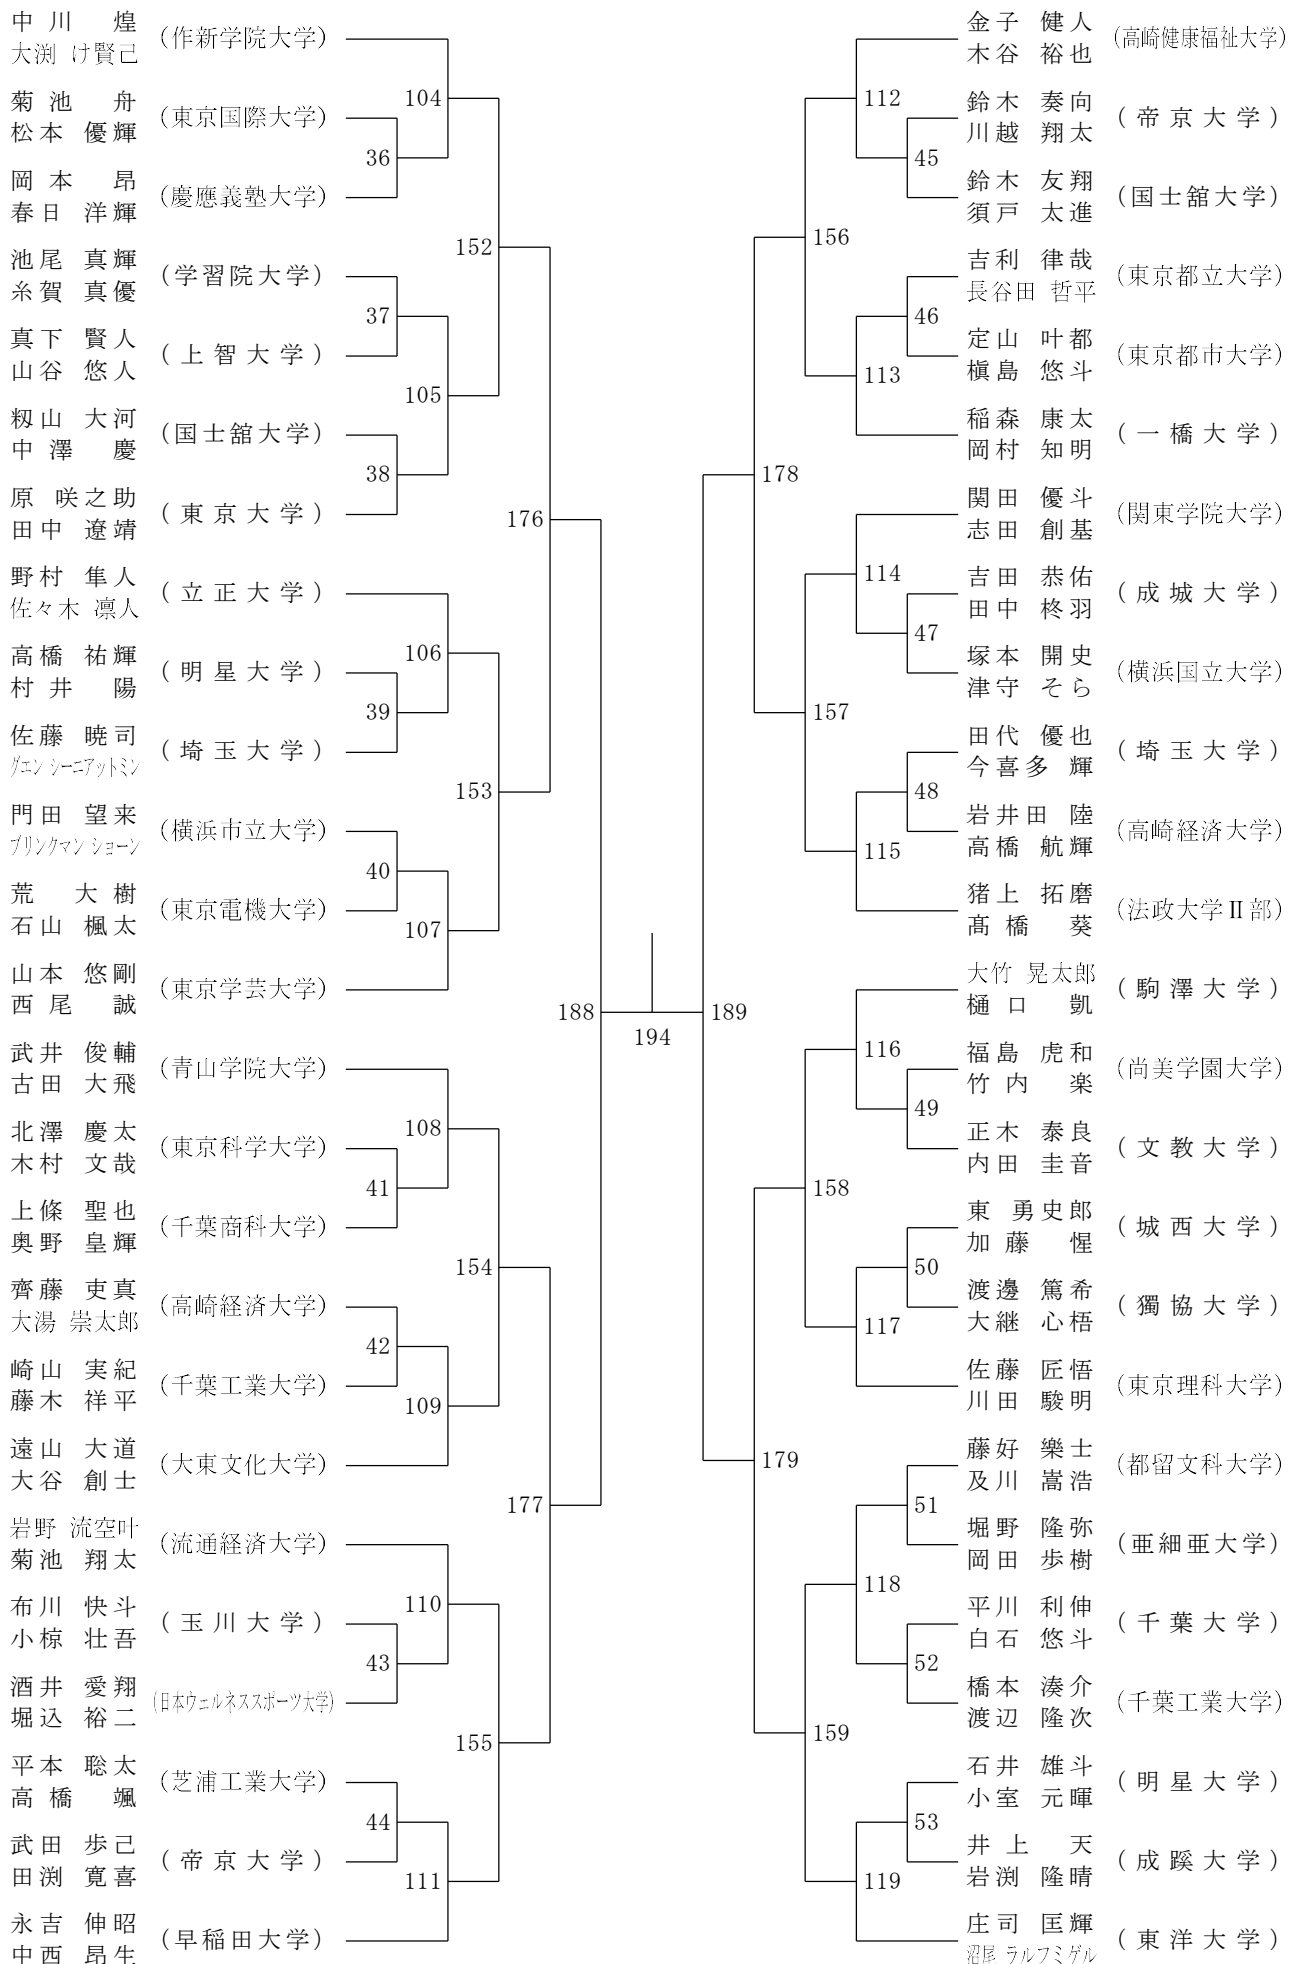 中川 煌
大渕 け賢己
(作新学院大学)
菊池 舟
松本 優輝
(東京国際大学)
岡本 昂
春日 洋輝
(慶應義塾大学)
池尾 真輝
糸賀 真優
(学習院大学)
真下 賢人
山谷 悠人
(上智大学)
籾山 大河
中澤 慶
(国士舘大学)
原 咲之助
田中 遼靖
(東京大学)
野村 隼人
佐々木 凛人
(立正大学)
高橋 祐輝
村井 陽
(明星大学)
佐藤 暁司
グエン シーニアットミン
(埼玉大学)
門田 望来
ブリンクマン ショーン
(横浜市立大学)
荒 大樹
石山 楓太
(東京電機大学)
山本 悠剛
西尾 誠
(東京学芸大学)
武井 俊輔
古田 大飛
(青山学院大学)
北澤 慶太
木村 文哉
(東京科学大学)
上條 聖也
奥野 皇輝
(千葉商科大学)
齊藤 吏真
大湯 崇太郎
(高崎経済大学)
崎山 実紀
藤木 祥平
(千葉工業大学)
遠山 大道
大谷 創士
(大東文化大学)
岩野 流空叶
菊池 翔太
(流通経済大学)
布川 快斗
小椋 壮吾
(玉川大学)
酒井 愛翔
堀込 裕二
(日本ウェルネススポーツ大学)
平本 聡太
高橋 颯
(芝浦工業大学)
武田 歩己
田渕 寛喜
(帝京大学)
永吉 伸昭
中西 昂生
(早稲田大学)
36
37
38
39
40
41
42
43
44
104
105
106
107
108
109
110
111
152
153
154
155
176
177
188
194
189
178
179
156
157
158
159
112
113
114
115
116
117
118
119
45
46
47
48
49
50
51
52
53
金子 健人
木谷 裕也
(高崎健康福祉大学)
鈴木 奏向
川越 翔太
(帝京大学)
鈴木 友翔
須戸 太進
(国士舘大学)
吉利 律哉
長谷田 哲平
(東京都立大学)
定山 叶都
槇島 悠斗
(東京都市大学)
稲森 康太
岡村 知明
(一橋大学)
関田 優斗
志田 創基
(関東学院大学)
吉田 恭佑
田中 柊羽
(成城大学)
塚本 開史
津守 そら
(横浜国立大学)
田代 優也
今喜多 輝
(埼玉大学)
岩井田 陸
高橋 航輝
(高崎経済大学)
猪上 拓磨
髙橋 葵
(法政大学Ⅱ部)
大竹 晃太郎
樋口 凱
(駒澤大学)
福島 虎和
竹内 楽
(尚美学園大学)
正木 泰良
内田 圭音
(文教大学)
東 勇史郎
加藤 惺
(城西大学)
渡邊 篤希
大継 心梧
(獨協大学)
佐藤 匠悟
川田 駿明
(東京理科大学)
藤好 樂士
及川 嵩浩
(都留文科大学)
堀野 隆弥
岡田 歩樹
(亜細亜大学)
平川 利伸
白石 悠斗
(千葉大学)
橋本 湊介
渡辺 隆次
(千葉工業大学)
石井 雄斗
小室 元暉
(明星大学)
井上 天
岩渕 隆晴
(成蹊大学)
庄司 匡輝
沼尾 ラルフミゲル
(東洋大学)